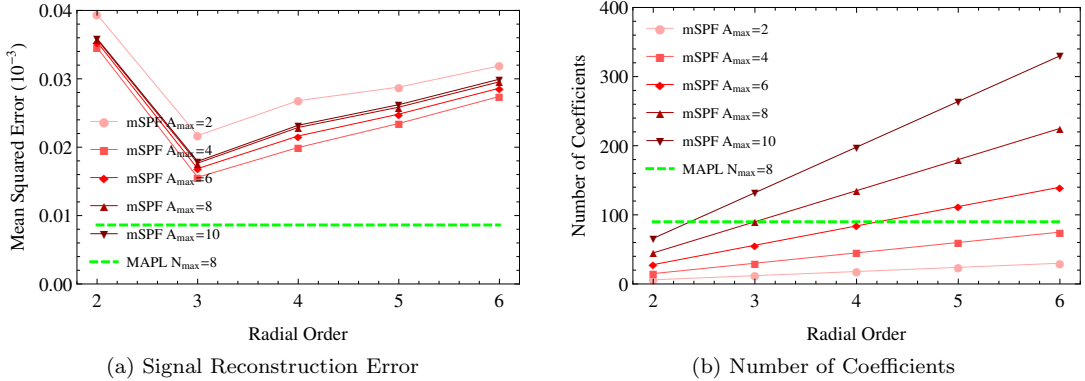 Mean Squared Error (10⁻³)
0.04
0.03
0.02
0.01
0.00
mSPF Amax=2
mSPF Amax=4
mSPF Amax=6
mSPF Amax=8
mSPF Amax=10
MAPL Nmax=8
2 3 4 5 6
Radial Order
(a) Signal Reconstruction Error
Number of Coefficients
400
300
200
100
0
mSPF Amax=2
mSPF Amax=4
mSPF Amax=6
mSPF Amax=8
mSPF Amax=10
MAPL Nmax=8
2 3 4 5 6
Radial Order
(b) Number of Coefficients